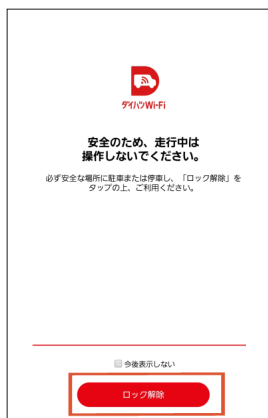 ダイハツWi-Fi
安全のため、走行中は
操作しないでください。
必ず安全な場所に駐車または停車し、「ロック解除」を
タップの上、ご利用ください。
今後表示しない
ロック解除